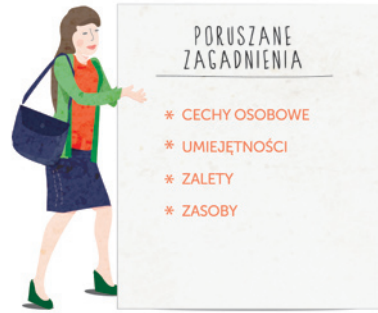 PORUSZANE
ZAGADNIENIA
* CECHY OSOBOWE
* UMIEJĘTNOŚCI
* ZALETY
* ZASOBY